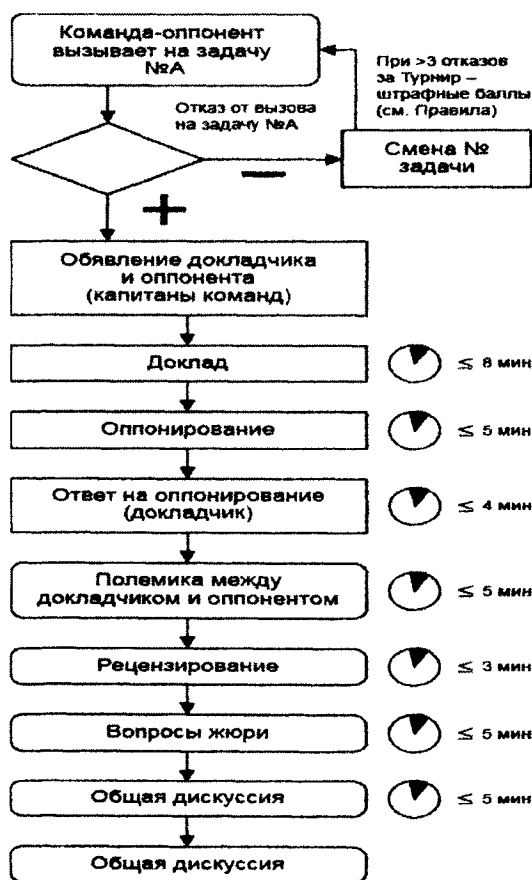 Команда-оппонент
вызывает на задачу
№А
При >3 отказов
за Турнир –
штрафные баллы
(см. Правила)
Отказ от вызова
на задачу №А
Смена №
задачи
Обявление докладчика
и оппонента
(капитаны команд)
Доклад
≤ 8 мин
Оппонирование
≤ 5 мин
Ответ на оппонирование
(докладчик)
≤ 4 мин
Полемика между
докладчиком и оппонентом
≤ 5 мин
Рецензирование
≤ 3 мин
Вопросы жюри
≤ 5 мин
Общая дискуссия
≤ 5 мин
Общая дискуссия